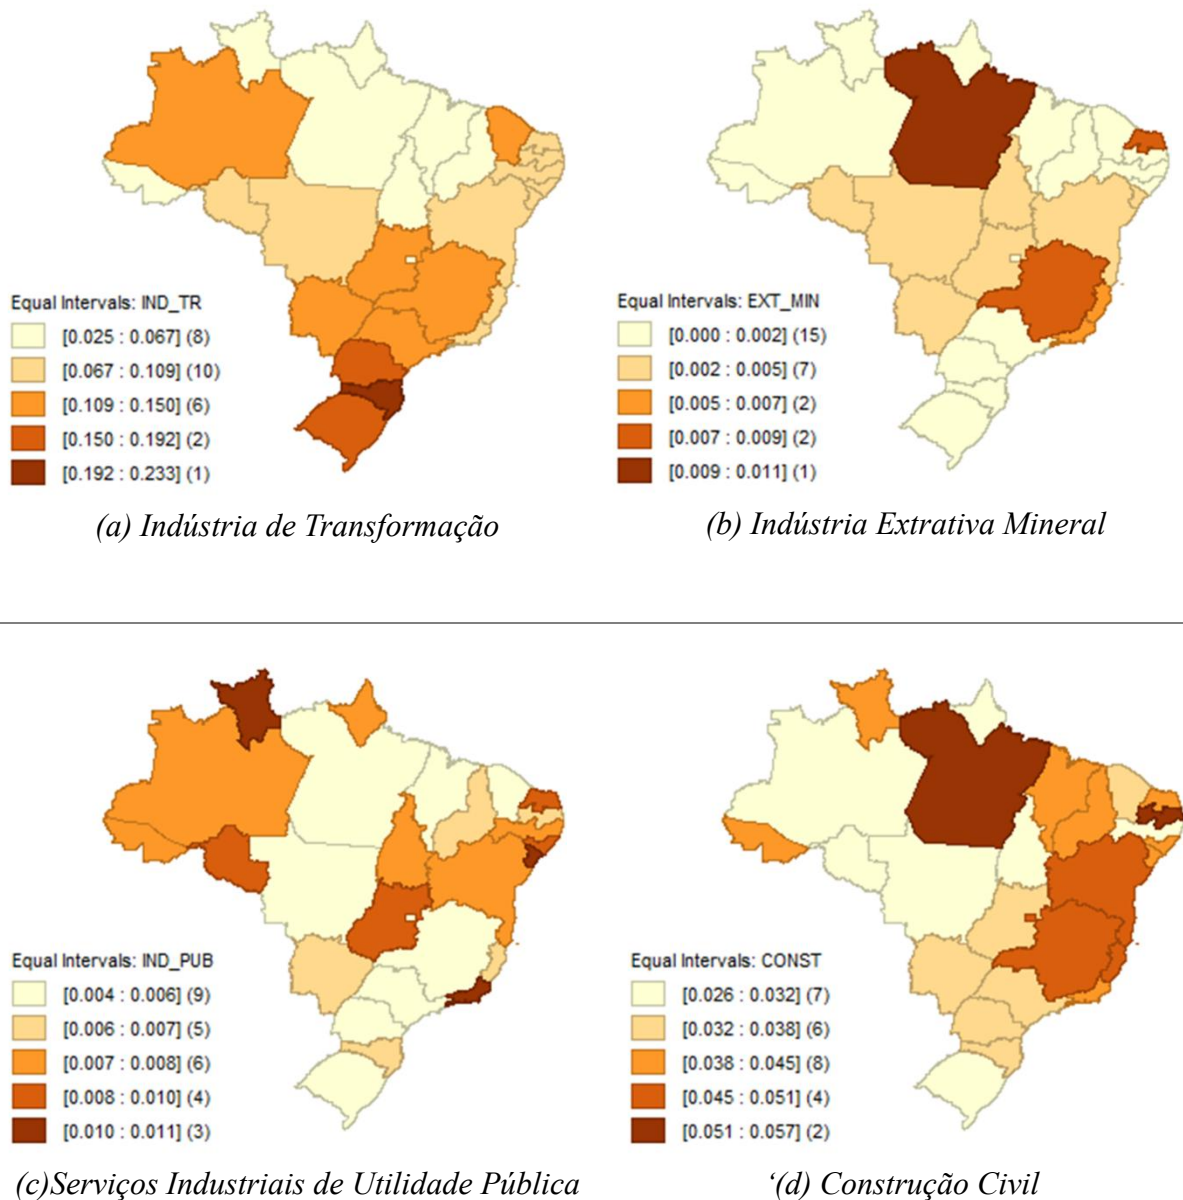 Equal Intervals: IND_TR
[0.025 : 0.067] (8)
[0.067 : 0.109] (10)
[0.109 : 0.150] (6)
[0.150 : 0.192] (2)
[0.192 : 0.233] (1)
(a) Indústria de Transformação
Equal Intervals: EXT_MIN
[0.000 : 0.002] (15)
[0.002 : 0.005] (7)
[0.005 : 0.007] (2)
[0.007 : 0.009] (2)
[0.009 : 0.011] (1)
(b) Indústria Extrativa Mineral
Equal Intervals: IND_PUB
[0.004 : 0.006] (9)
[0.006 : 0.007] (5)
[0.007 : 0.008] (6)
[0.008 : 0.010] (4)
[0.010 : 0.011] (3)
(c)Serviços Industriais de Utilidade Pública
Equal Intervals: CONST
[0.026 : 0.032] (7)
[0.032 : 0.038] (6)
[0.038 : 0.045] (8)
[0.045 : 0.051] (4)
[0.051 : 0.057] (2)
‘(d) Construção Civil